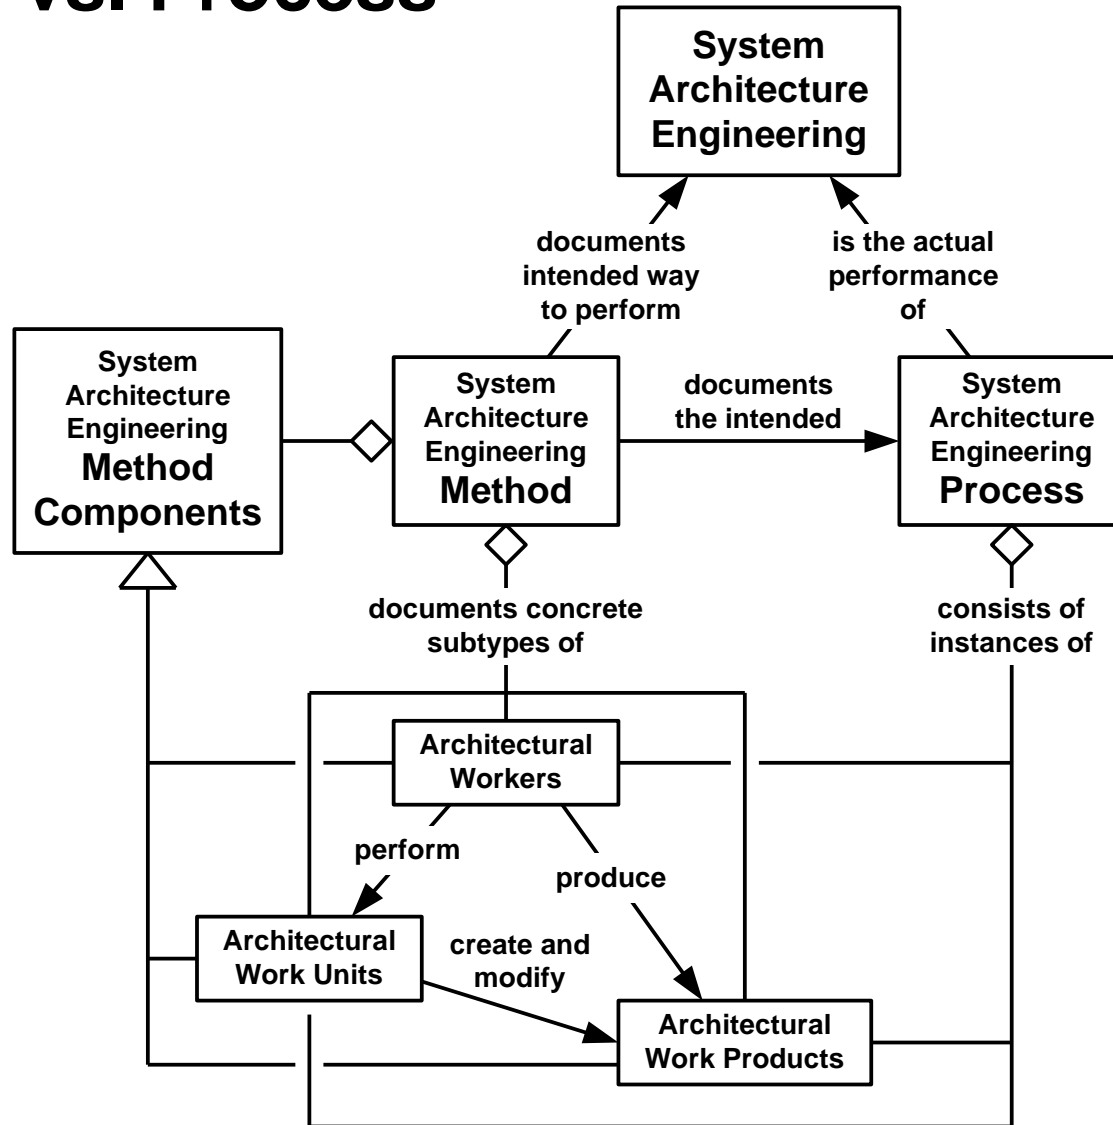 vs. Process
System
Architecture
Engineering
documents
intended way
to perform
is the actual
performance
of
System
Architecture
Engineering
Method
Components
System
Architecture
Engineering
Method
documents
the intended
System
Architecture
Engineering
Process
documents concrete
subtypes of
consists of
instances of
Architectural
Workers
perform
produce
Architectural
Work Units
create and
modify
Architectural
Work Products